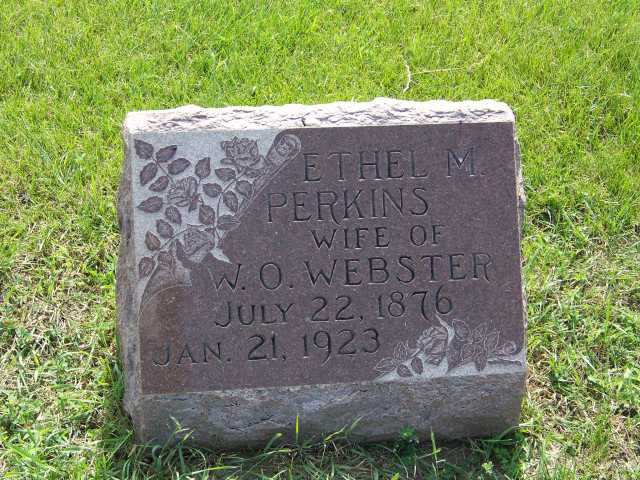 ETHEL M.
PERKINS
WIFE OF
W. O. WEBSTER
JULY 22, 1876
JAN. 21, 1923